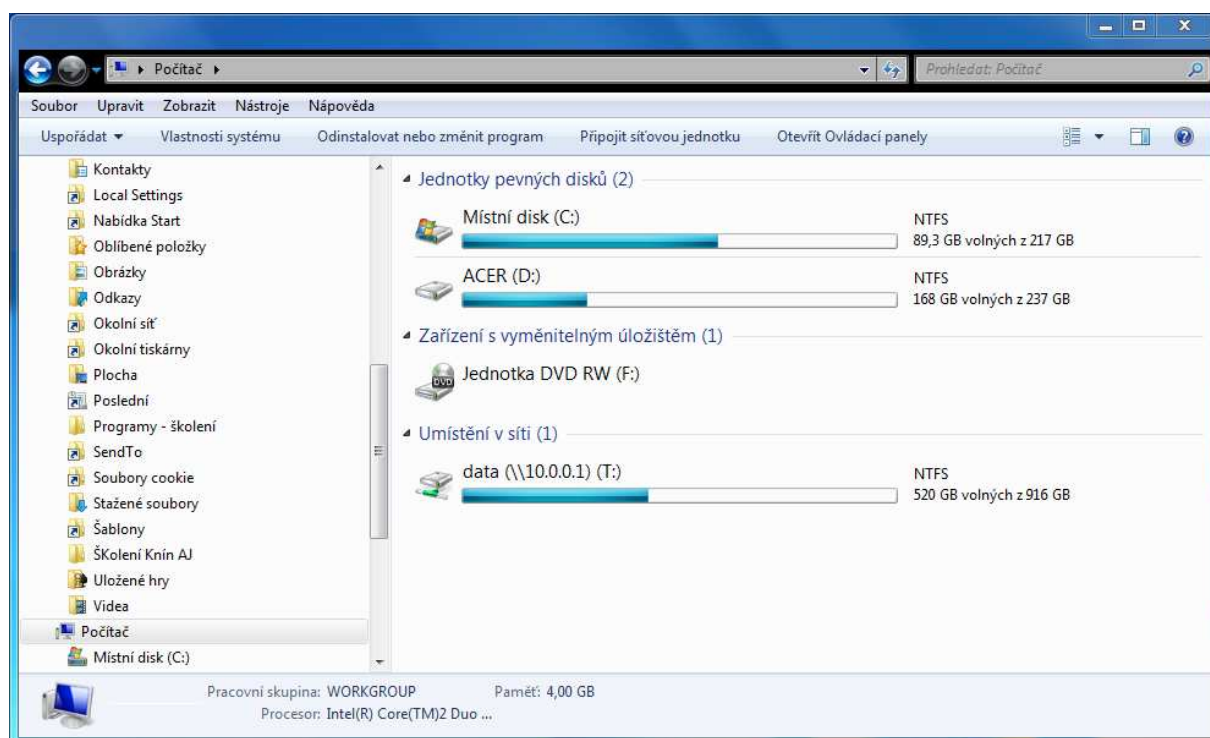 Počítač
Prohledat: Počítač
Soubor Upravit Zobrazit Nástroje Nápověda
Uspořádat Vlastnosti systému Odinstalovat nebo změnit program Připojit síťovou jednotku Otevřít Ovládací panely
Kontakty
Local Settings
Nabídka Start
Oblíbené položky
Obrázky
Odkazy
Okolní síť
Okolní tiskárny
Plocha
Poslední
Programy - školení
SendTo
Soubory cookie
Stažené soubory
Šablony
ŠKolení Knín AJ
Uložené hry
Videa
Počítač
Místní disk (C:)
Jednotky pevných disků (2)
Místní disk (C:)
NTFS
89,3 GB volných z 217 GB
ACER (D:)
NTFS
168 GB volných z 237 GB
Zařízení s vyměnitelným úložištěm (1)
DVD
Jednotka DVD RW (F:)
Umístění v síti (1)
data (\\10.0.0.1) (T:)
NTFS
520 GB volných z 916 GB
Pracovní skupina: WORKGROUP Paměť: 4,00 GB
Procesor: Intel(R) Core(TM)2 Duo ...